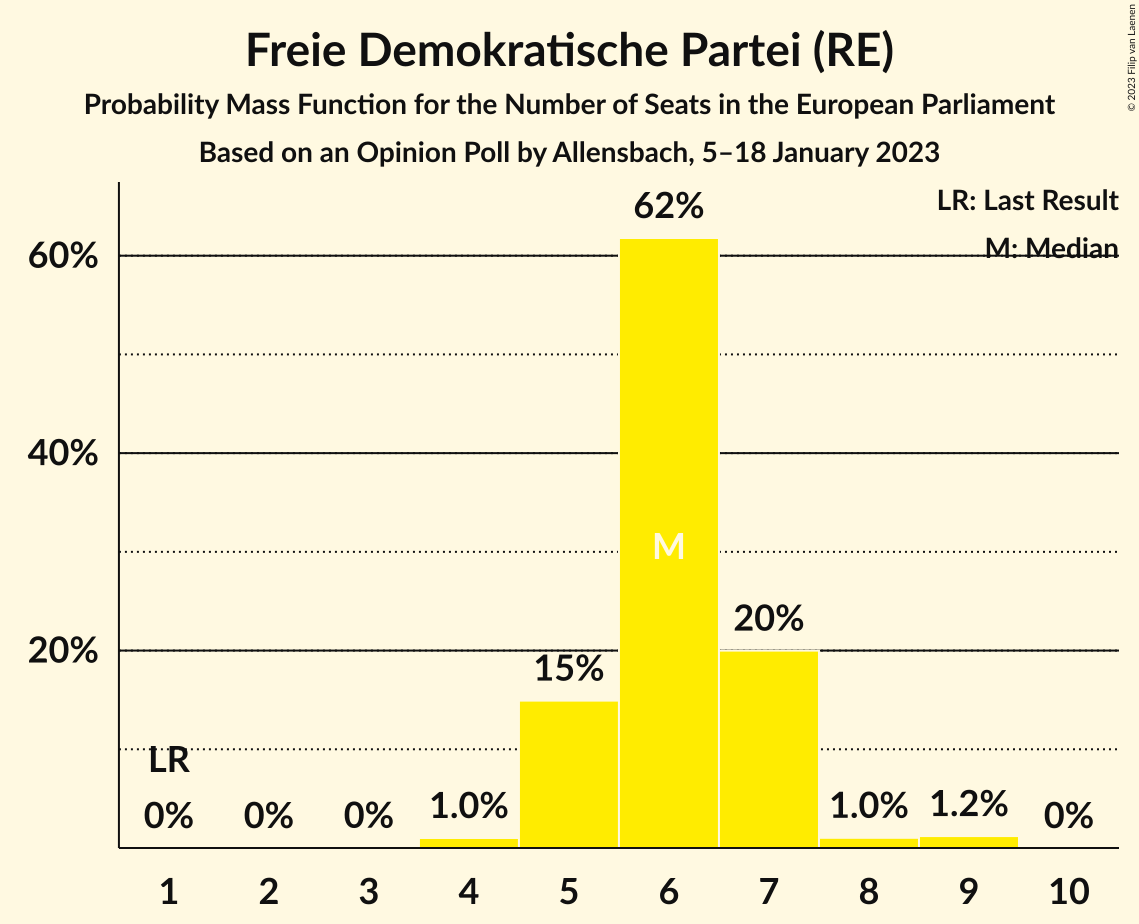 Freie Demokratische Partei (RE)
Probability Mass Function for the Number of Seats in the European Parliament
Based on an Opinion Poll by Allensbach, 5–18 January 2023
© 2023 Filip van Laenen
LR: Last Result
M: Median
60%
40%
20%
62%
M
20%
15%
LR
0%
0%
0%
1.0%
1.0%
1.2%
0%
1 2 3 4 5 6 7 8 9 10